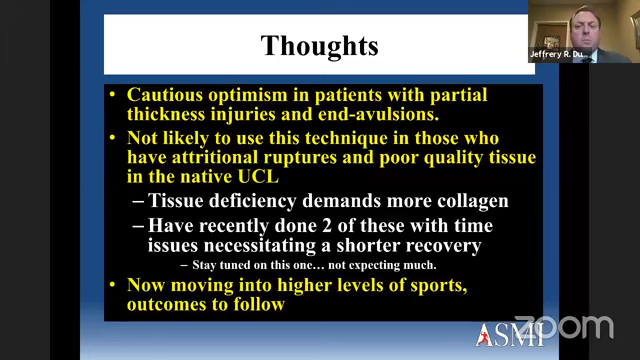 Thoughts
Jeffrery R. Du...
• Cautious optimism in patients with partial
thickness injuries and end-avulsions.
• Not likely to use this technique in those who
have attritional ruptures and poor quality tissue
in the native UCL
– Tissue deficiency demands more collagen
– Have recently done 2 of these with time
issues necessitating a shorter recovery
– Stay tuned on this one… not expecting much.
• Now moving into higher levels of sports,
outcomes to follow
ASMI
zoom